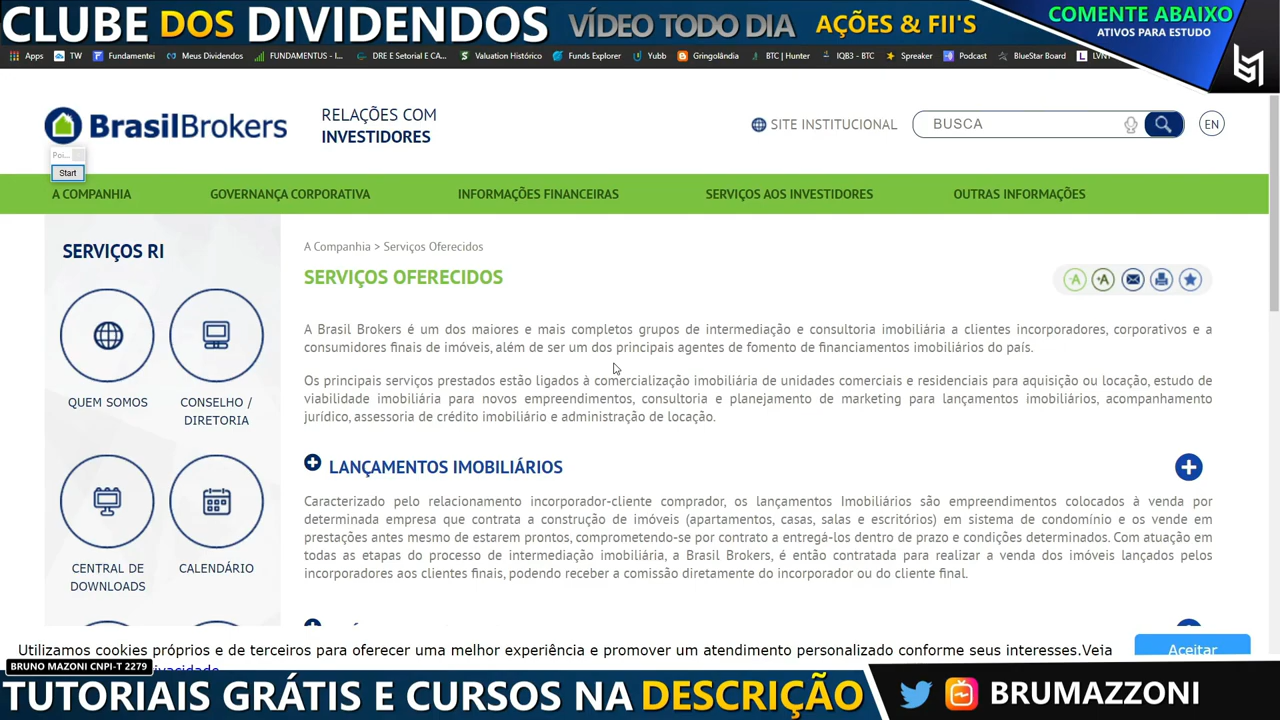 CLUBE DOS DIVIDENDOS VÍDEO TODO DIA AÇÕES & FII'S
COMENTE ABAIXO
ATIVOS PARA ESTUDO
Apps TW Fundamentei Meus Dividendos FUNDAMENTUS - I... DRE E Setorial E CA... Valuation Histórico Funds Explorer Yubb Gringolândia BTC | Hunter IQB3 - BTC Spreaker Podcast BlueStar Board
BrasilBrokers
RELAÇÕES COM
INVESTIDORES
SITE INSTITUCIONAL
BUSCA
EN
Poi...
Start
A COMPANHIA GOVERNANÇA CORPORATIVA INFORMAÇÕES FINANCEIRAS SERVIÇOS AOS INVESTIDORES OUTRAS INFORMAÇÕES
SERVIÇOS RI
QUEM SOMOS
CONSELHO /
DIRETORIA
CENTRAL DE
DOWNLOADS
CALENDÁRIO
A Companhia > Serviços Oferecidos
SERVIÇOS OFERECIDOS
-A +A
A Brasil Brokers é um dos maiores e mais completos grupos de intermediação e consultoria imobiliária a clientes incorporadores, corporativos e a
consumidores finais de imóveis, além de ser um dos principais agentes de fomento de financiamentos imobiliários do país.
Os principais serviços prestados estão ligados à comercialização imobiliária de unidades comerciais e residenciais para aquisição ou locação, estudo de
viabilidade imobiliária para novos empreendimentos, consultoria e planejamento de marketing para lançamentos imobiliários, acompanhamento
jurídico, assessoria de crédito imobiliário e administração de locação.
LANÇAMENTOS IMOBILIÁRIOS
Caracterizado pelo relacionamento incorporador-cliente comprador, os lançamentos Imobiliários são empreendimentos colocados à venda por
determinada empresa que contrata a construção de imóveis (apartamentos, casas, salas e escritórios) em sistema de condomínio e os vende em
prestações antes mesmo de estarem prontos, comprometendo-se por contrato a entregá-los dentro de prazo e condições determinados. Com atuação em
todas as etapas do processo de intermediação imobiliária, a Brasil Brokers, é então contratada para realizar a venda dos imóveis lançados pelos
incorporadores aos clientes finais, podendo receber a comissão diretamente do incorporador ou do cliente final.
Utilizamos cookies próprios e de terceiros para oferecer uma melhor experiência e promover um atendimento personalizado conforme seus interesses.Veja
Aceitar
BRUNO MAZONI CNPI-T 2279
TUTORIAIS GRÁTIS E CURSOS NA DESCRIÇÃO
BRUMAZZONI